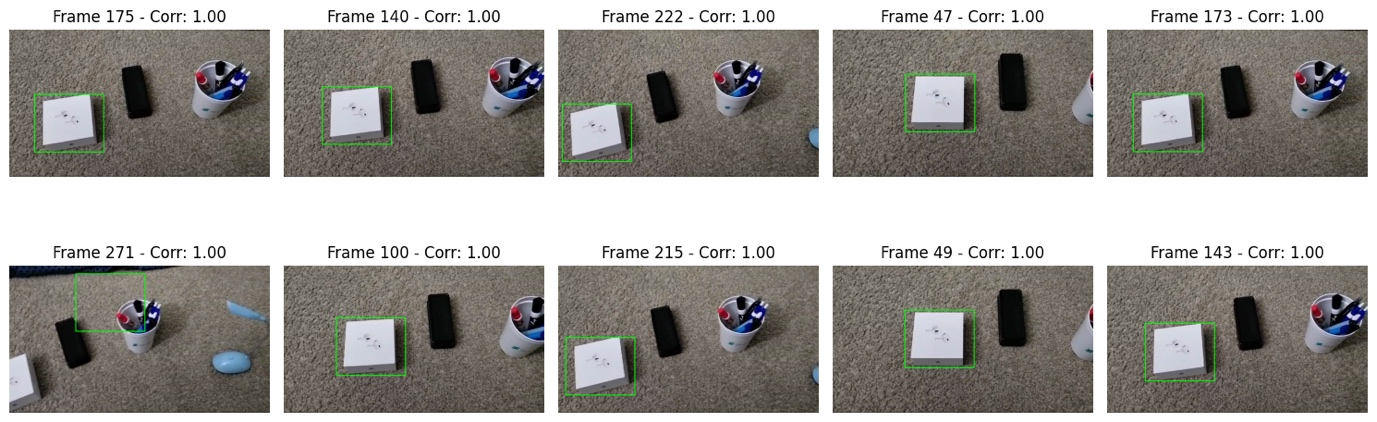 Frame 175 - Corr: 1.00
Frame 140 - Corr: 1.00
Frame 222 - Corr: 1.00
Frame 47 - Corr: 1.00
Frame 173 - Corr: 1.00
Frame 271 - Corr: 1.00
Frame 100 - Corr: 1.00
Frame 215 - Corr: 1.00
Frame 49 - Corr: 1.00
Frame 143 - Corr: 1.00